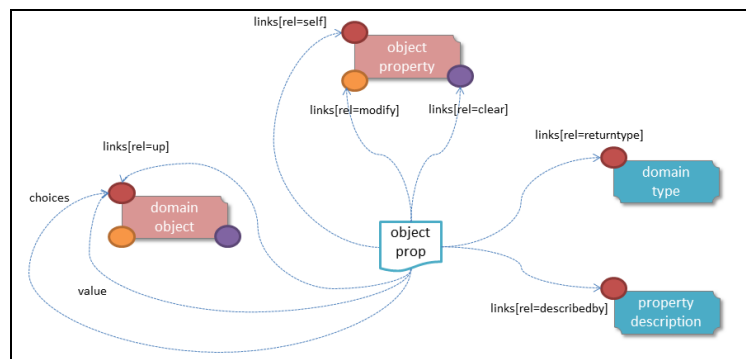 links[rel=self]
object
property
links[rel=modify]
links[rel=clear]
links[rel=up]
links[rel=returntype]
choices
domain
object
domain
type
object
prop
value
links[rel=describedby]
property
description